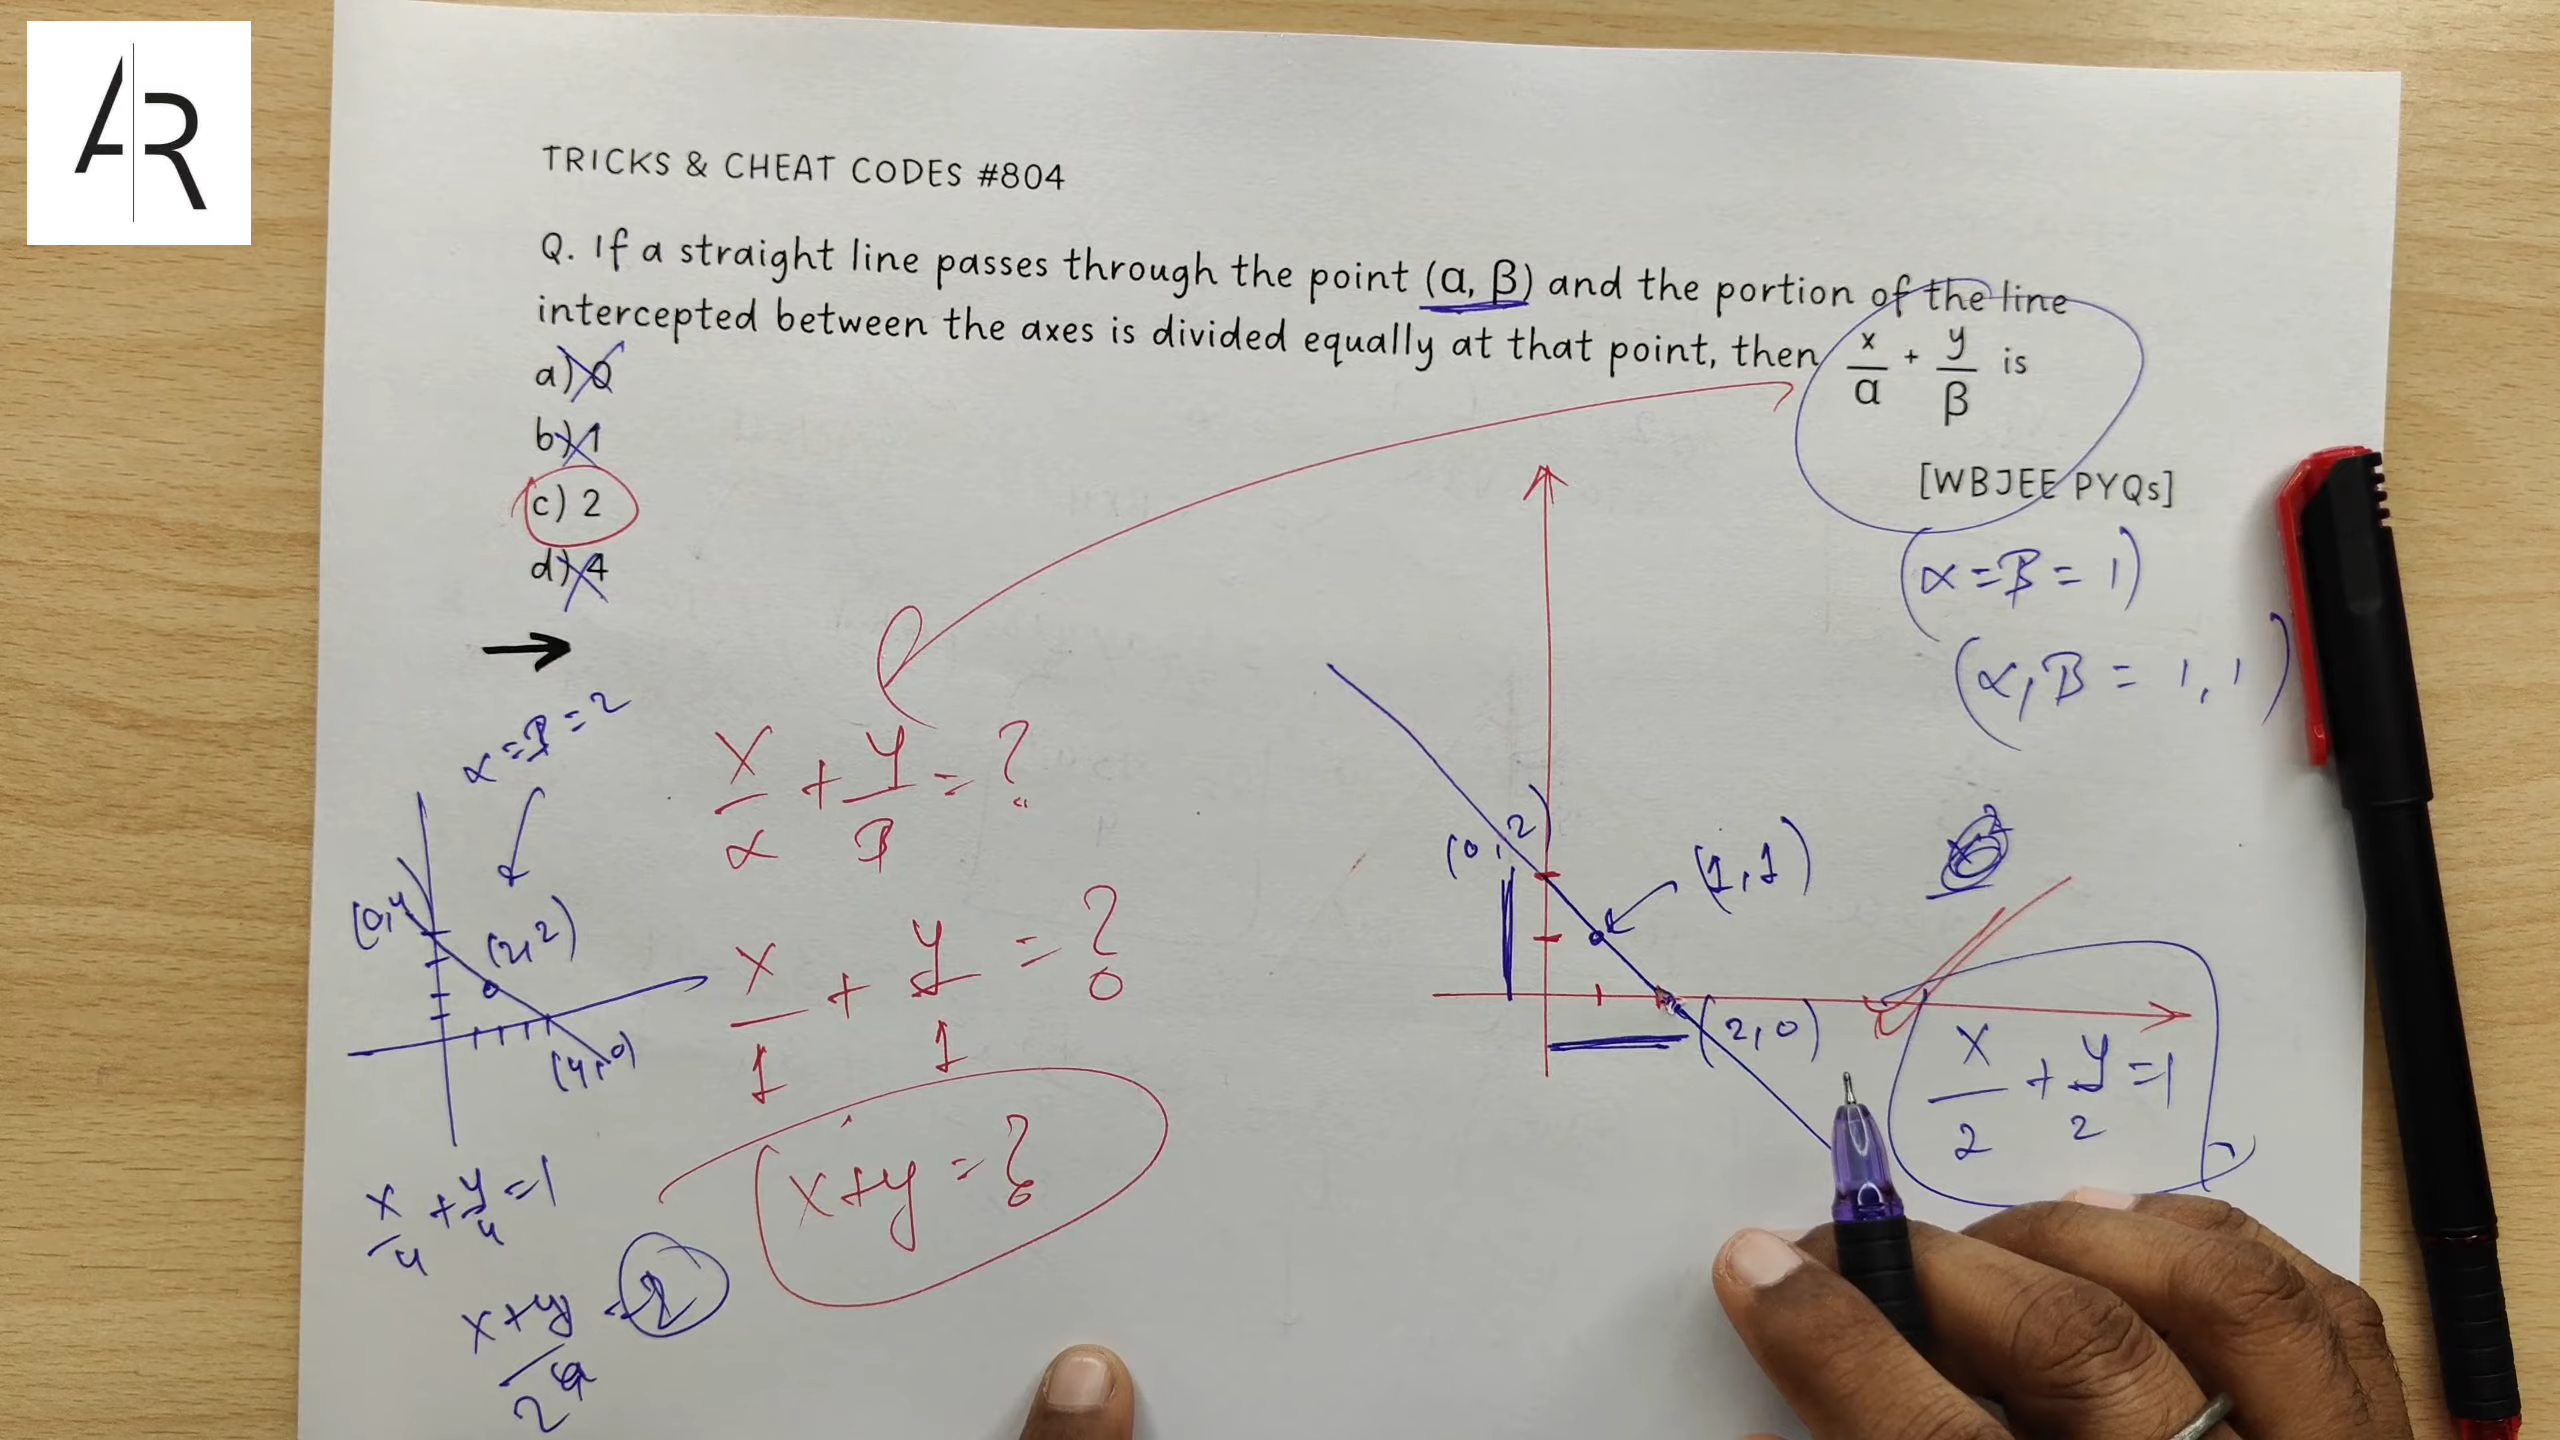 AR
TRICKS & CHEAT CODES #804
Q. If a straight line passes through the point (α, β) and the portion of the line
intercepted between the axes is divided equally at that point, then x/α + y/β is
a) 0
b) 1
c) 2
d) 4
[WBJEE PYQs]
(α = β = 1)
(α, β = 1, 1)
→
α = β = 2
(0, 4
(2, 2)
(4, 0)
x/4 + y/4 = 1
x/α + y/β = ?
x/1 + y/1 = ?
x + y = ?
(0, 2)
(1, 1)
(2, 0)
x/2 + y/2 = 1